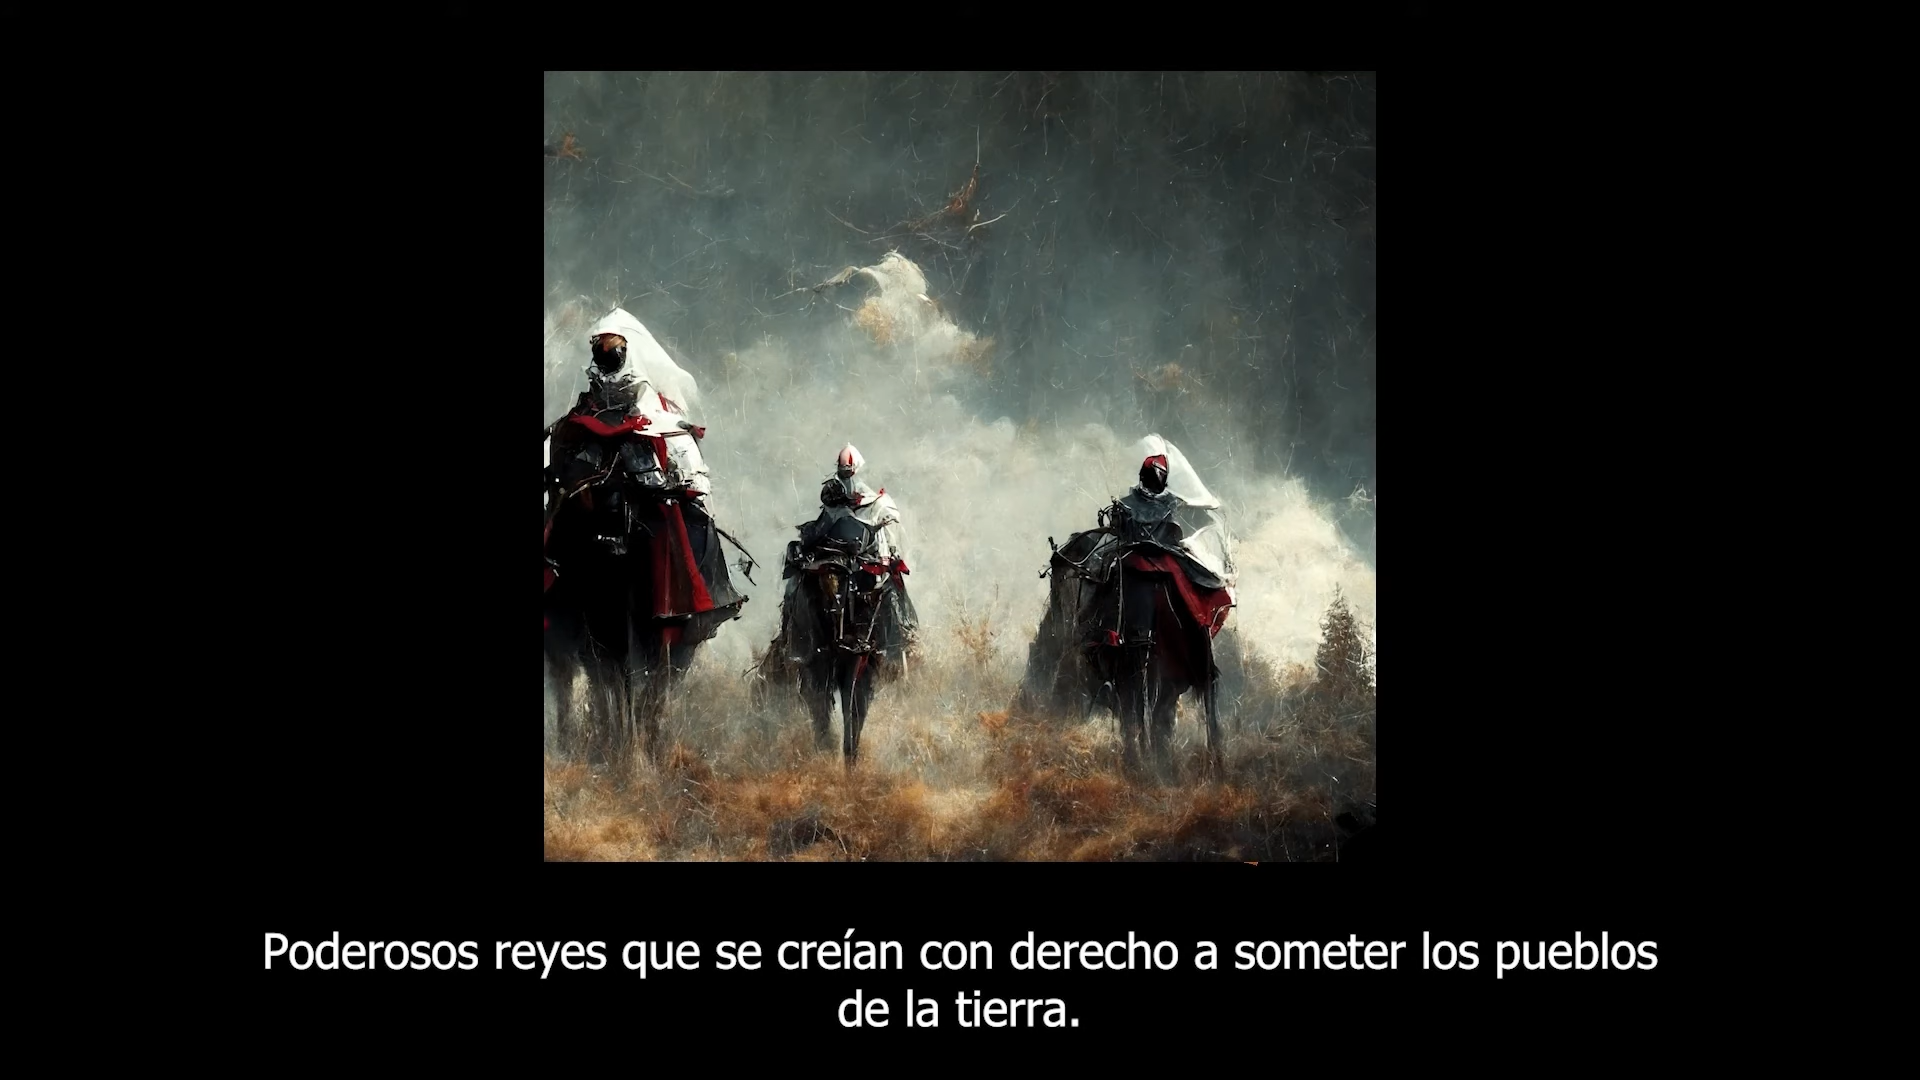 Poderosos reyes que se creían con derecho a someter los pueblos
de la tierra.